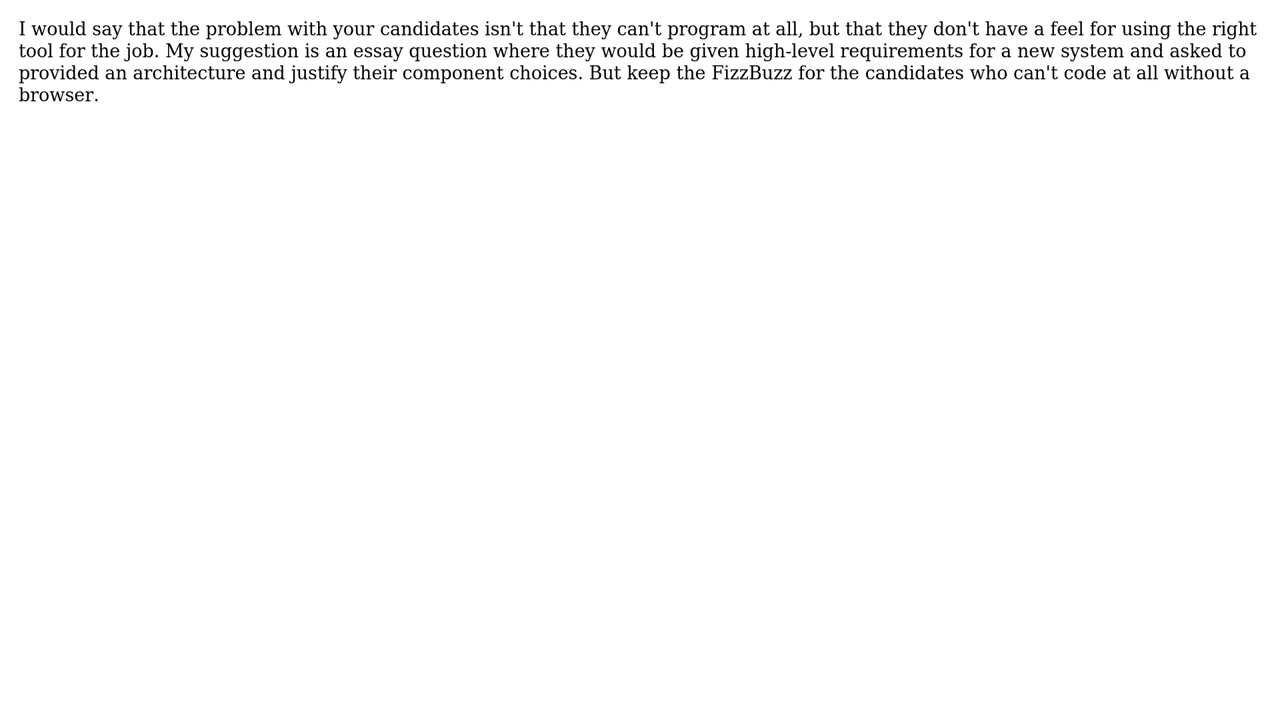 I would say that the problem with your candidates isn't that they can't program at all, but that they don't have a feel for using the right
tool for the job. My suggestion is an essay question where they would be given high-level requirements for a new system and asked to
provided an architecture and justify their component choices. But keep the FizzBuzz for the candidates who can't code at all without a
browser.